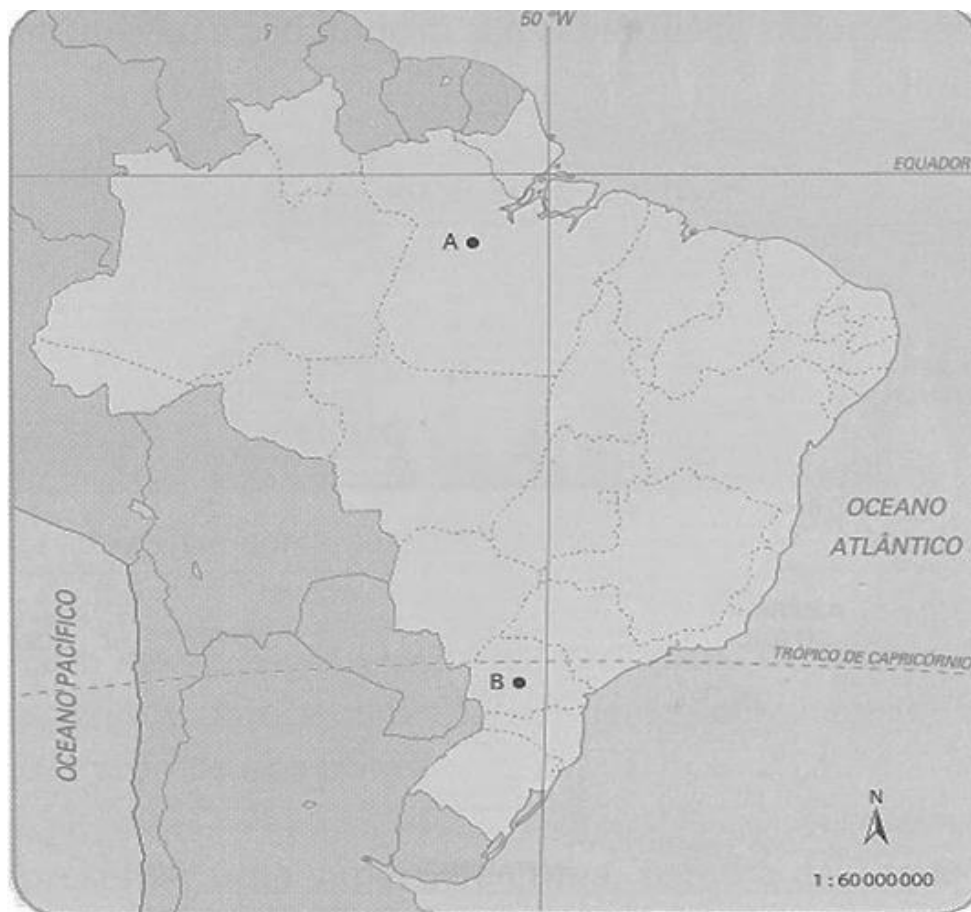 50 °W
EQUADOR
A
OCEANO
ATLÂNTICO
OCEANO PACÍFICO
TRÓPICO DE CAPRICÓRNIO
B
N
1 : 60 000 000